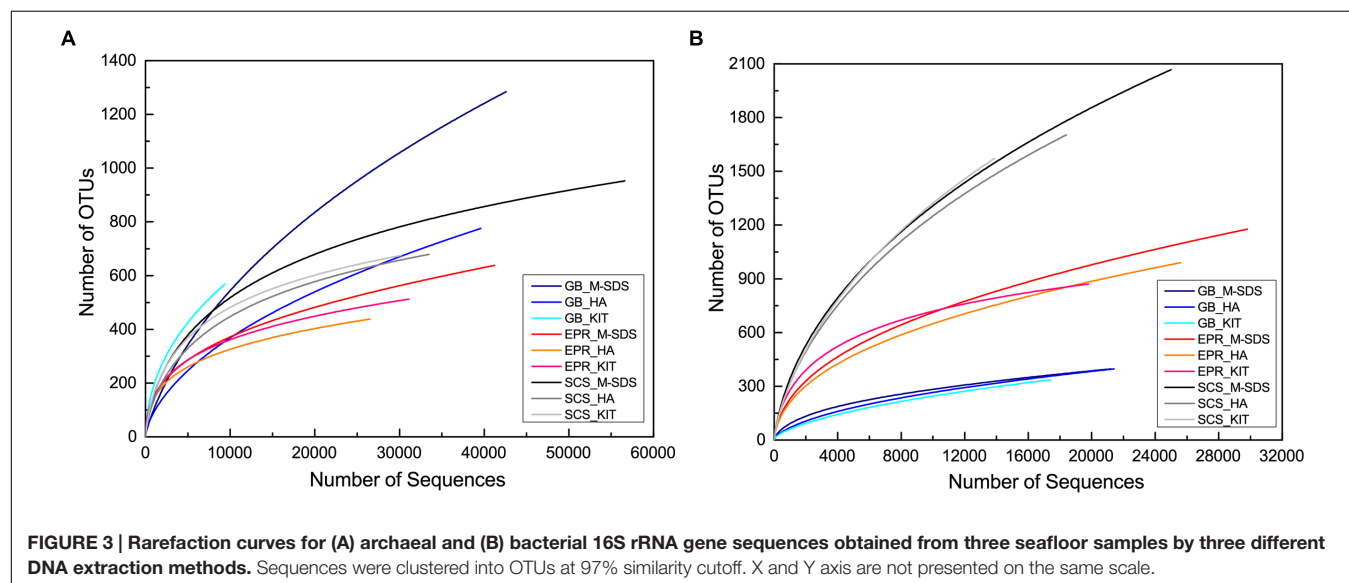 A
1400
1200
1000
800
600
400
200
0
Number of OTUs
0 10000 20000 30000 40000 50000 60000
Number of Sequences
GB_M-SDS
GB_HA
GB_KIT
EPR_M-SDS
EPR_HA
EPR_KIT
SCS_M-SDS
SCS_HA
SCS_KIT
B
2100
1800
1500
1200
900
600
300
0
Number of OTUs
0 4000 8000 12000 16000 20000 24000 28000 32000
Number of Sequences
GB_M-SDS
GB_HA
GB_KIT
EPR_M-SDS
EPR_HA
EPR_KIT
SCS_M-SDS
SCS_HA
SCS_KIT
FIGURE 3 | Rarefaction curves for (A) archaeal and (B) bacterial 16S rRNA gene sequences obtained from three seafloor samples by three different
DNA extraction methods. Sequences were clustered into OTUs at 97% similarity cutoff. X and Y axis are not presented on the same scale.